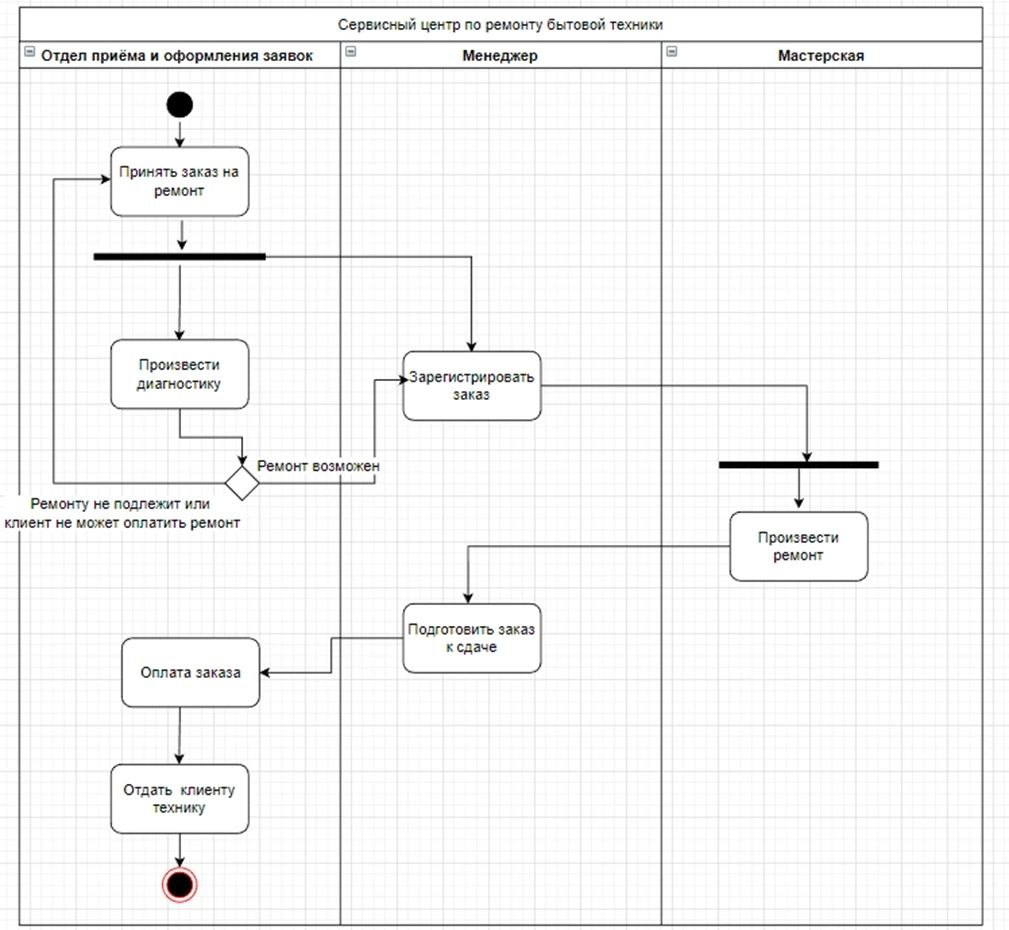 Сервисный центр по ремонту бытовой техники
Отдел приёма и оформления заявок
Менеджер
Мастерская
Принять заказ на
ремонт
Произвести
диагностику
Зарегистрировать
заказ
Ремонт возможен
Ремонту не подлежит или
клиент не может оплатить ремонт
Произвести
ремонт
Подготовить заказ
к сдаче
Оплата заказа
Отдать клиенту
технику